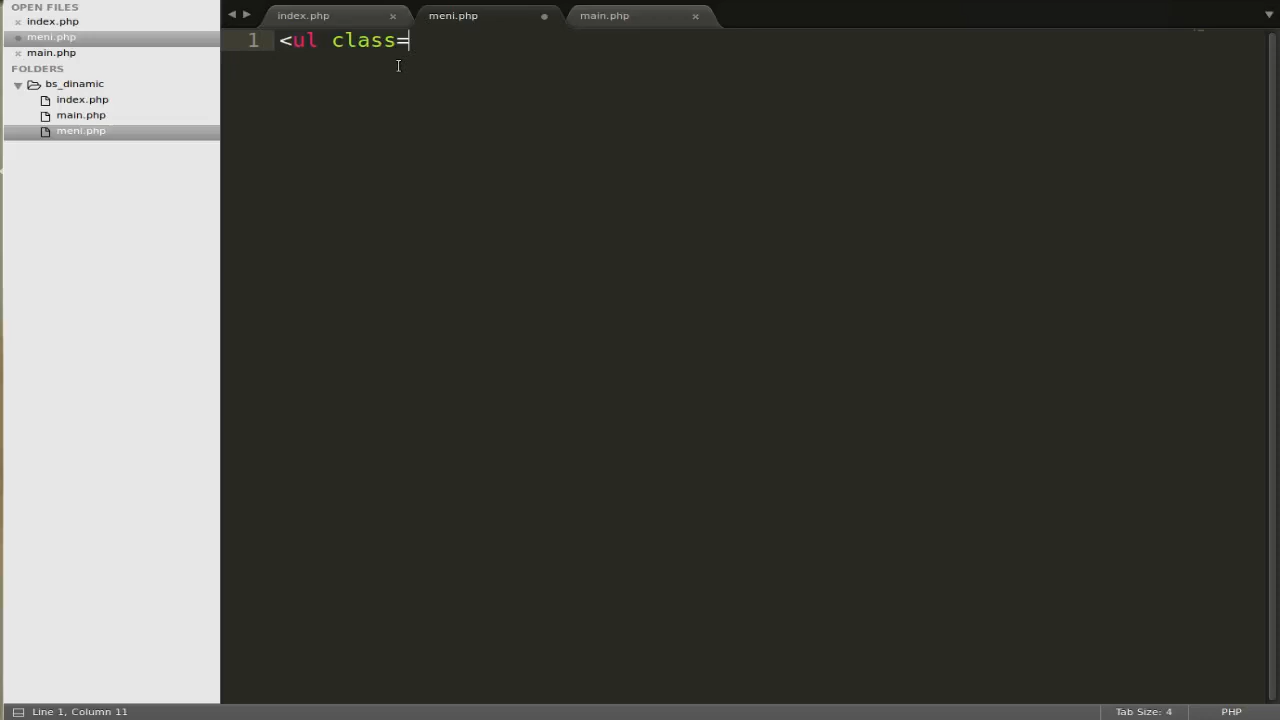 OPEN FILES
index.php
meni.php
main.php
FOLDERS
bs_dinamic
index.php
main.php
meni.php
index.php
meni.php
main.php
1 <ul class=
Line 1, Column 11
Tab Size: 4
PHP